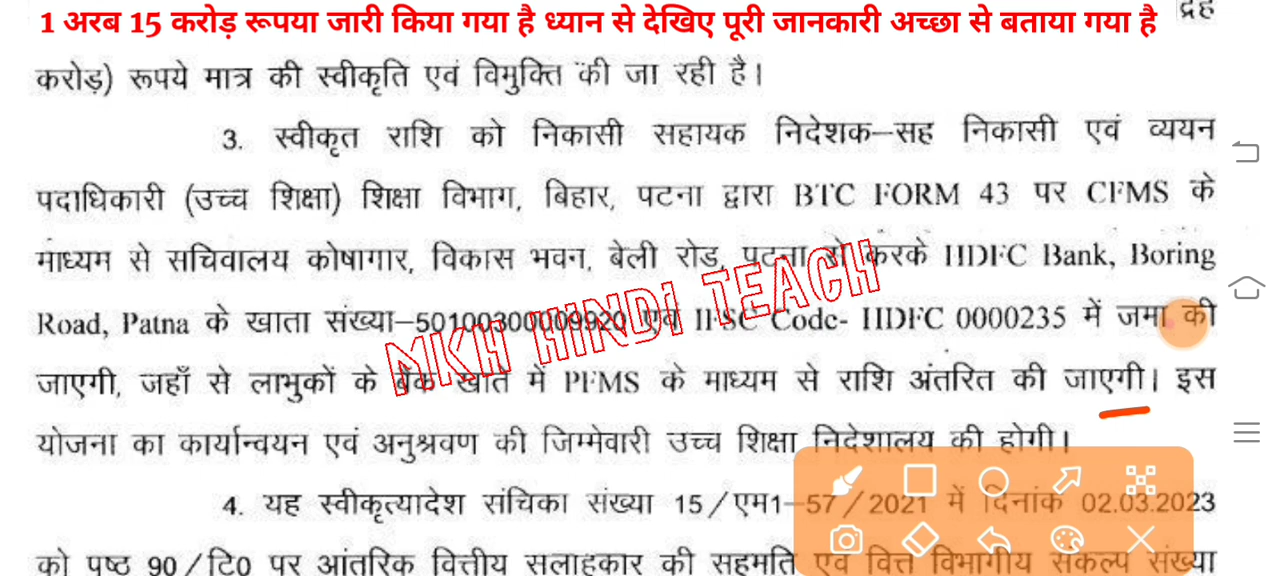 1 अरब 15 करोड़ रूपया जारी किया गया है ध्यान से देखिए पूरी जानकारी अच्छा से बताया गया है
करोड़) रूपये मात्र की स्वीकृति एवं विमुक्ति की जा रही है।
3. स्वीकृत राशि को निकासी सहायक निदेशक–सह निकासी एवं व्ययन
पदाधिकारी (उच्च शिक्षा) शिक्षा विभाग, बिहार, पटना द्वारा BTC FORM 43 पर CFMS के
माध्यम से सचिवालय कोषागार, विकास भवन, बेली रोड, पटना से करके HDFC Bank, Boring
Road, Patna के खाता संख्या–50100300009920 एवं IFSC Code- HDFC 0000235 में जमा की
जाएगी, जहाँ से लाभुकों के बैंक खाते में PFMS के माध्यम से राशि अंतरित की जाएगी। इस
योजना का कार्यान्वयन एवं अनुश्रवण की जिम्मेवारी उच्च शिक्षा निदेशालय की होगी।
4. यह स्वीकृत्यादेश संचिका संख्या 15/एम1–57/2021 में दिनांक 02.03.2023
को पृष्ठ 90/टि0 पर आंतरिक वित्तीय सलाहकार की सहमति एवं वित्त विभागीय संकल्प संख्या
MKH HINDI TEACH